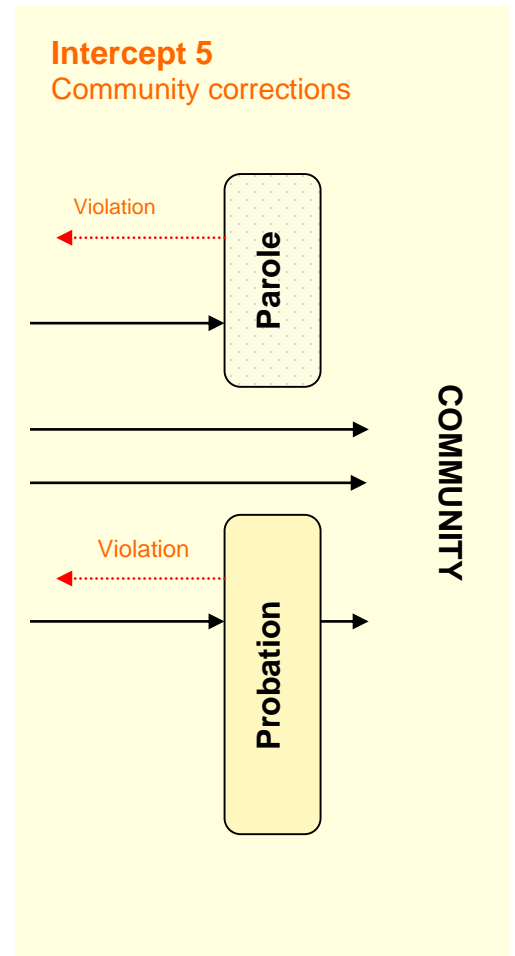 Intercept 5
Community corrections
Violation
Parole
COMMUNITY
Violation
Probation